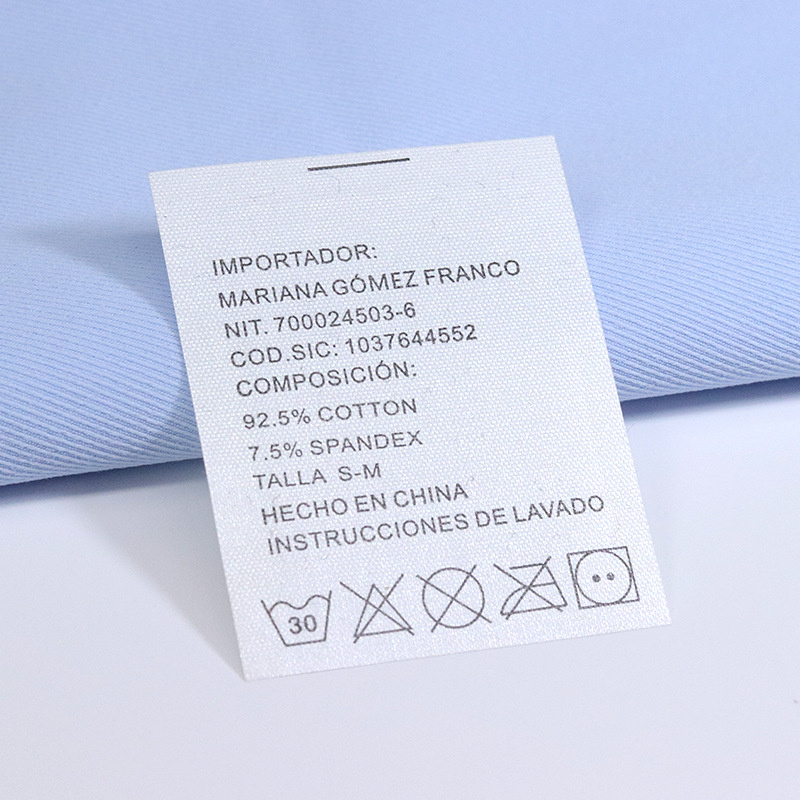 IMPORTADOR:
MARIANA GÓMEZ FRANCO
NIT. 700024503-6
COD.SIC: 1037644552
COMPOSICIÓN:
92.5% COTTON
7.5% SPANDEX
TALLA S-M
HECHO EN CHINA
INSTRUCCIONES DE LAVADO
30